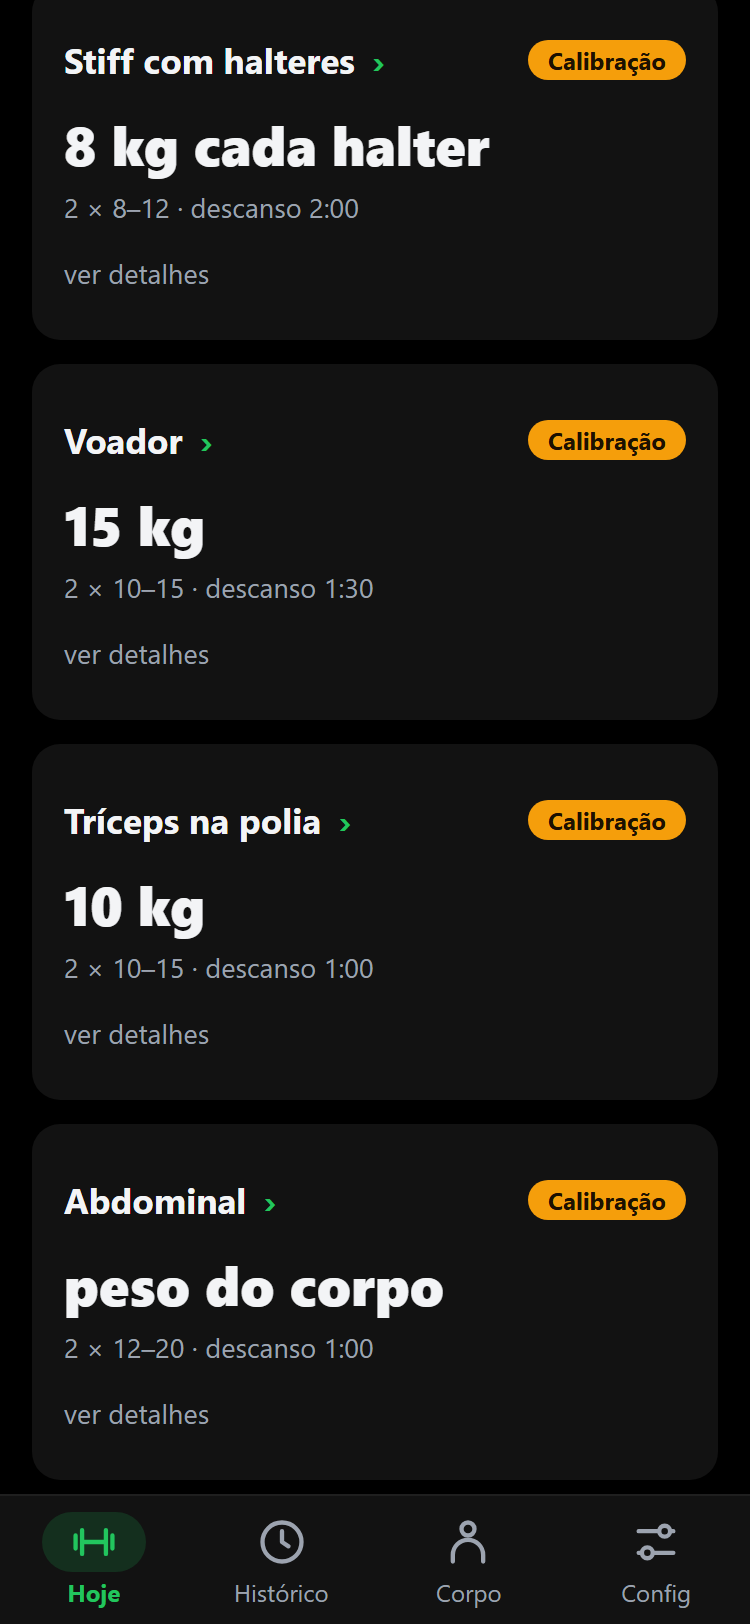 Stiff com halteres ›
Calibração
8 kg cada halter
2 × 8–12 · descanso 2:00
ver detalhes
Voador ›
Calibração
15 kg
2 × 10–15 · descanso 1:30
ver detalhes
Tríceps na polia ›
Calibração
10 kg
2 × 10–15 · descanso 1:00
ver detalhes
Abdominal ›
Calibração
peso do corpo
2 × 12–20 · descanso 1:00
ver detalhes
Hoje
Histórico
Corpo
Config